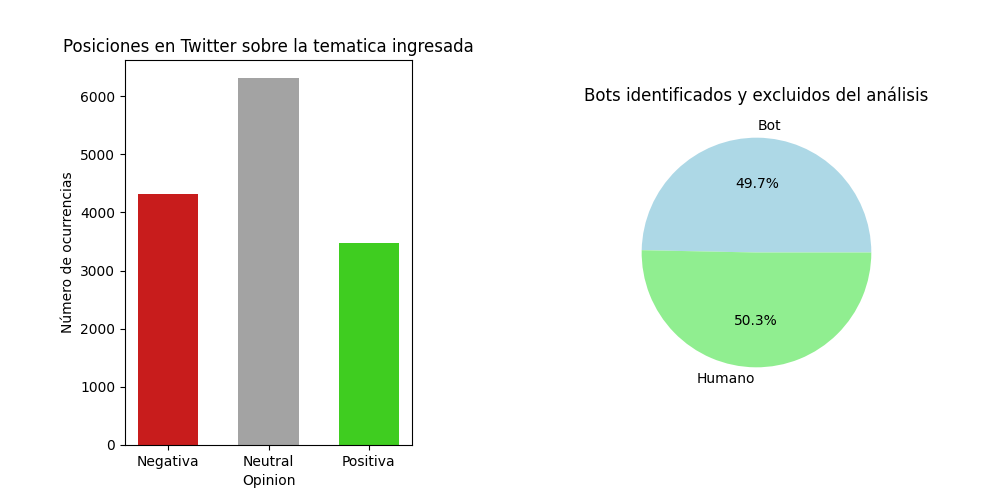 Posiciones en Twitter sobre la tematica ingresada
Número de ocurrencias
6000
5000
4000
3000
2000
1000
0
Negativa
Neutral
Positiva
Opinion
Bots identificados y excluidos del análisis
Bot
49.7%
50.3%
Humano